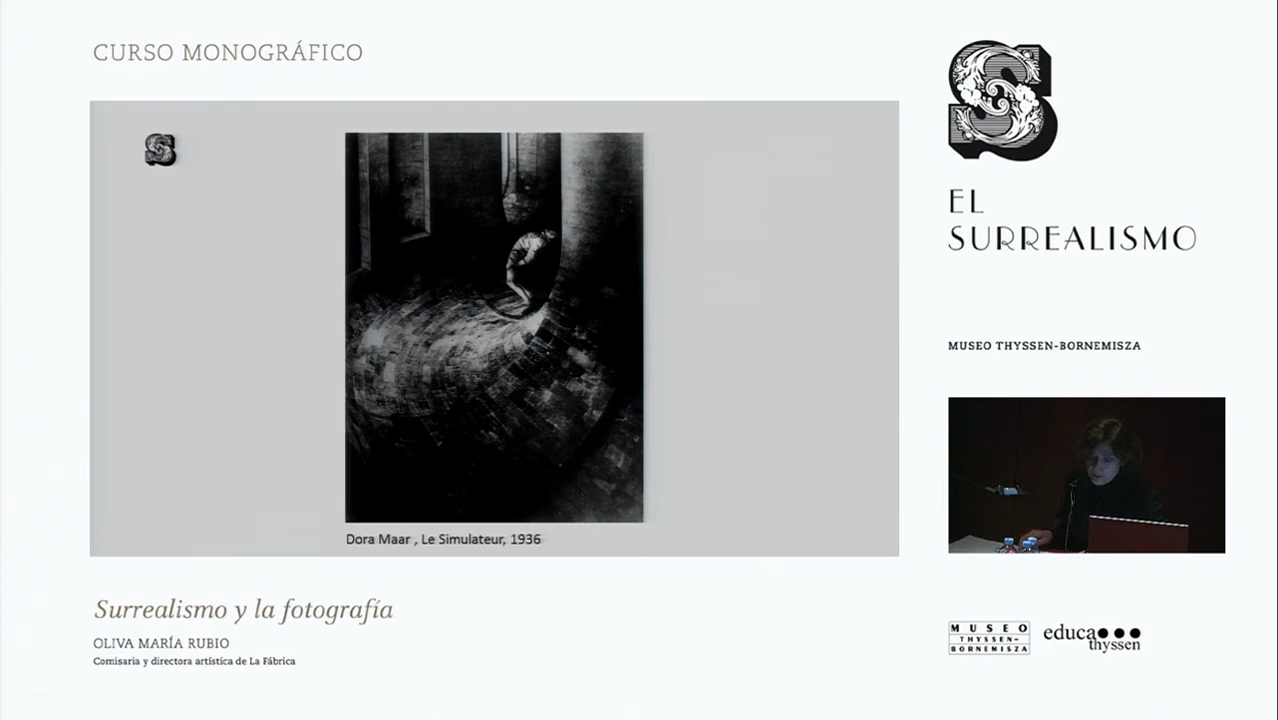 CURSO MONOGRÁFICO
S
S
EL
SURREALISMO
MUSEO THYSSEN-BORNEMISZA
Dora Maar , Le Simulateur, 1936
Surrealismo y la fotografía
OLIVA MARÍA RUBIO
Comisaria y directora artística de La Fábrica
MUSEO
THYSSEN-
BORNEMISZA
educa
thyssen